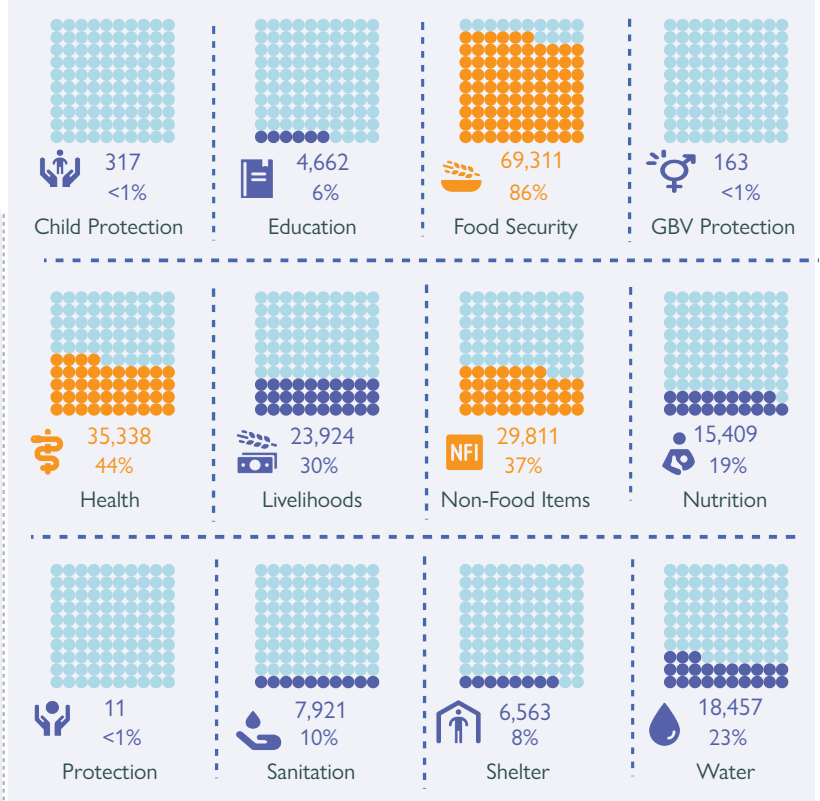 317
<1%
Child Protection
4,662
6%
Education
69,311
86%
Food Security
163
<1%
GBV Protection
35,338
44%
Health
23,924
30%
Livelihoods
NFI
29,811
37%
Non-Food Items
15,409
19%
Nutrition
11
<1%
Protection
7,921
10%
Sanitation
6,563
8%
Shelter
18,457
23%
Water